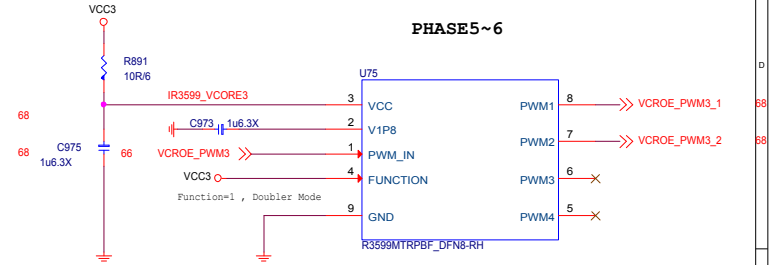 VCC3
PHASE5~6
R891
10R/6
U75
IR3599_VCORE3
3
VCC
PWM1
8
VCROE_PWM3_1
68
68
C973
1u6.3X
2
V1P8
C975
1u6.3X
68
66
VCROE_PWM3
1
PWM_IN
PWM2
7
VCROE_PWM3_2
68
VCC3
4
FUNCTION
PWM3
6
Function=1 , Doubler Mode
9
GND
PWM4
5
R3599MTRPBF_DFN8-RH
D